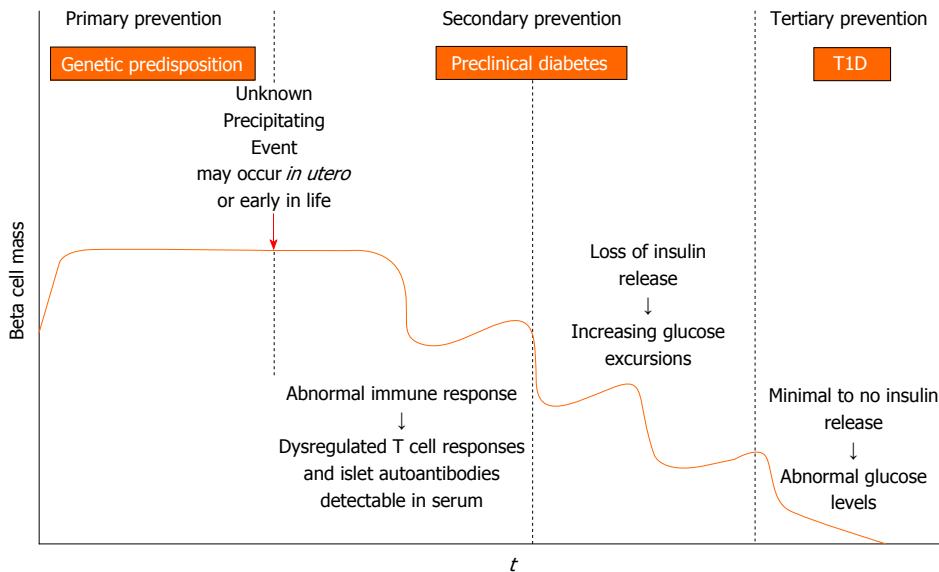 Primary prevention
Secondary prevention
Tertiary prevention
Genetic predisposition
Preclinical diabetes
T1D
Unknown
Precipitating
Event
may occur in utero
or early in life
Beta cell mass
Loss of insulin
release
↓
Increasing glucose
excursions
Abnormal immune response
↓
Dysregulated T cell responses
and islet autoantibodies
detectable in serum
Minimal to no insulin
release
↓
Abnormal glucose
levels
t